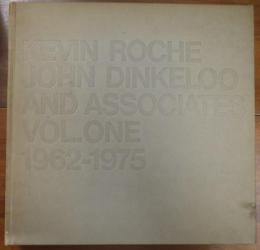 KEVIN ROCHE
JOHN DINKELOO
AND ASSOCIATES
VOL.ONE
1962-1975